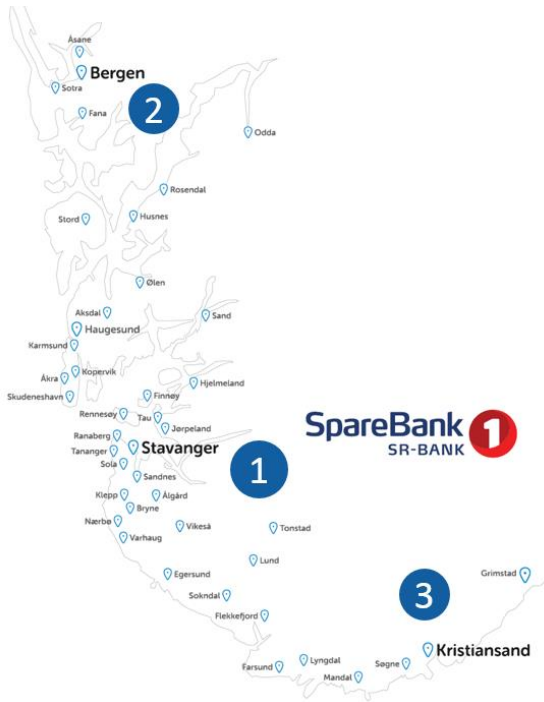 Åsane
Bergen
Sotra
2
Fana
Odda
Rosendal
Stord
Husnes
Ølen
Aksdal
Sand
Haugesund
Karmsund
Kopervik
Åkra
Hjelmeland
Skudeneshavn
Finnøy
Rennesøy
Tau
Jørpeland
SpareBank 1
SR-BANK
Ranaberg
Tananger
Stavanger
Sola
1
Sandnes
Klepp
Ålgård
Bryne
Nærbø
Vikeså
Tonstad
Varhaug
Lund
Egersund
Grimstad
Sokndal
3
Flekkefjord
Kristiansand
Farsund
Lyngdal
Søgne
Mandal